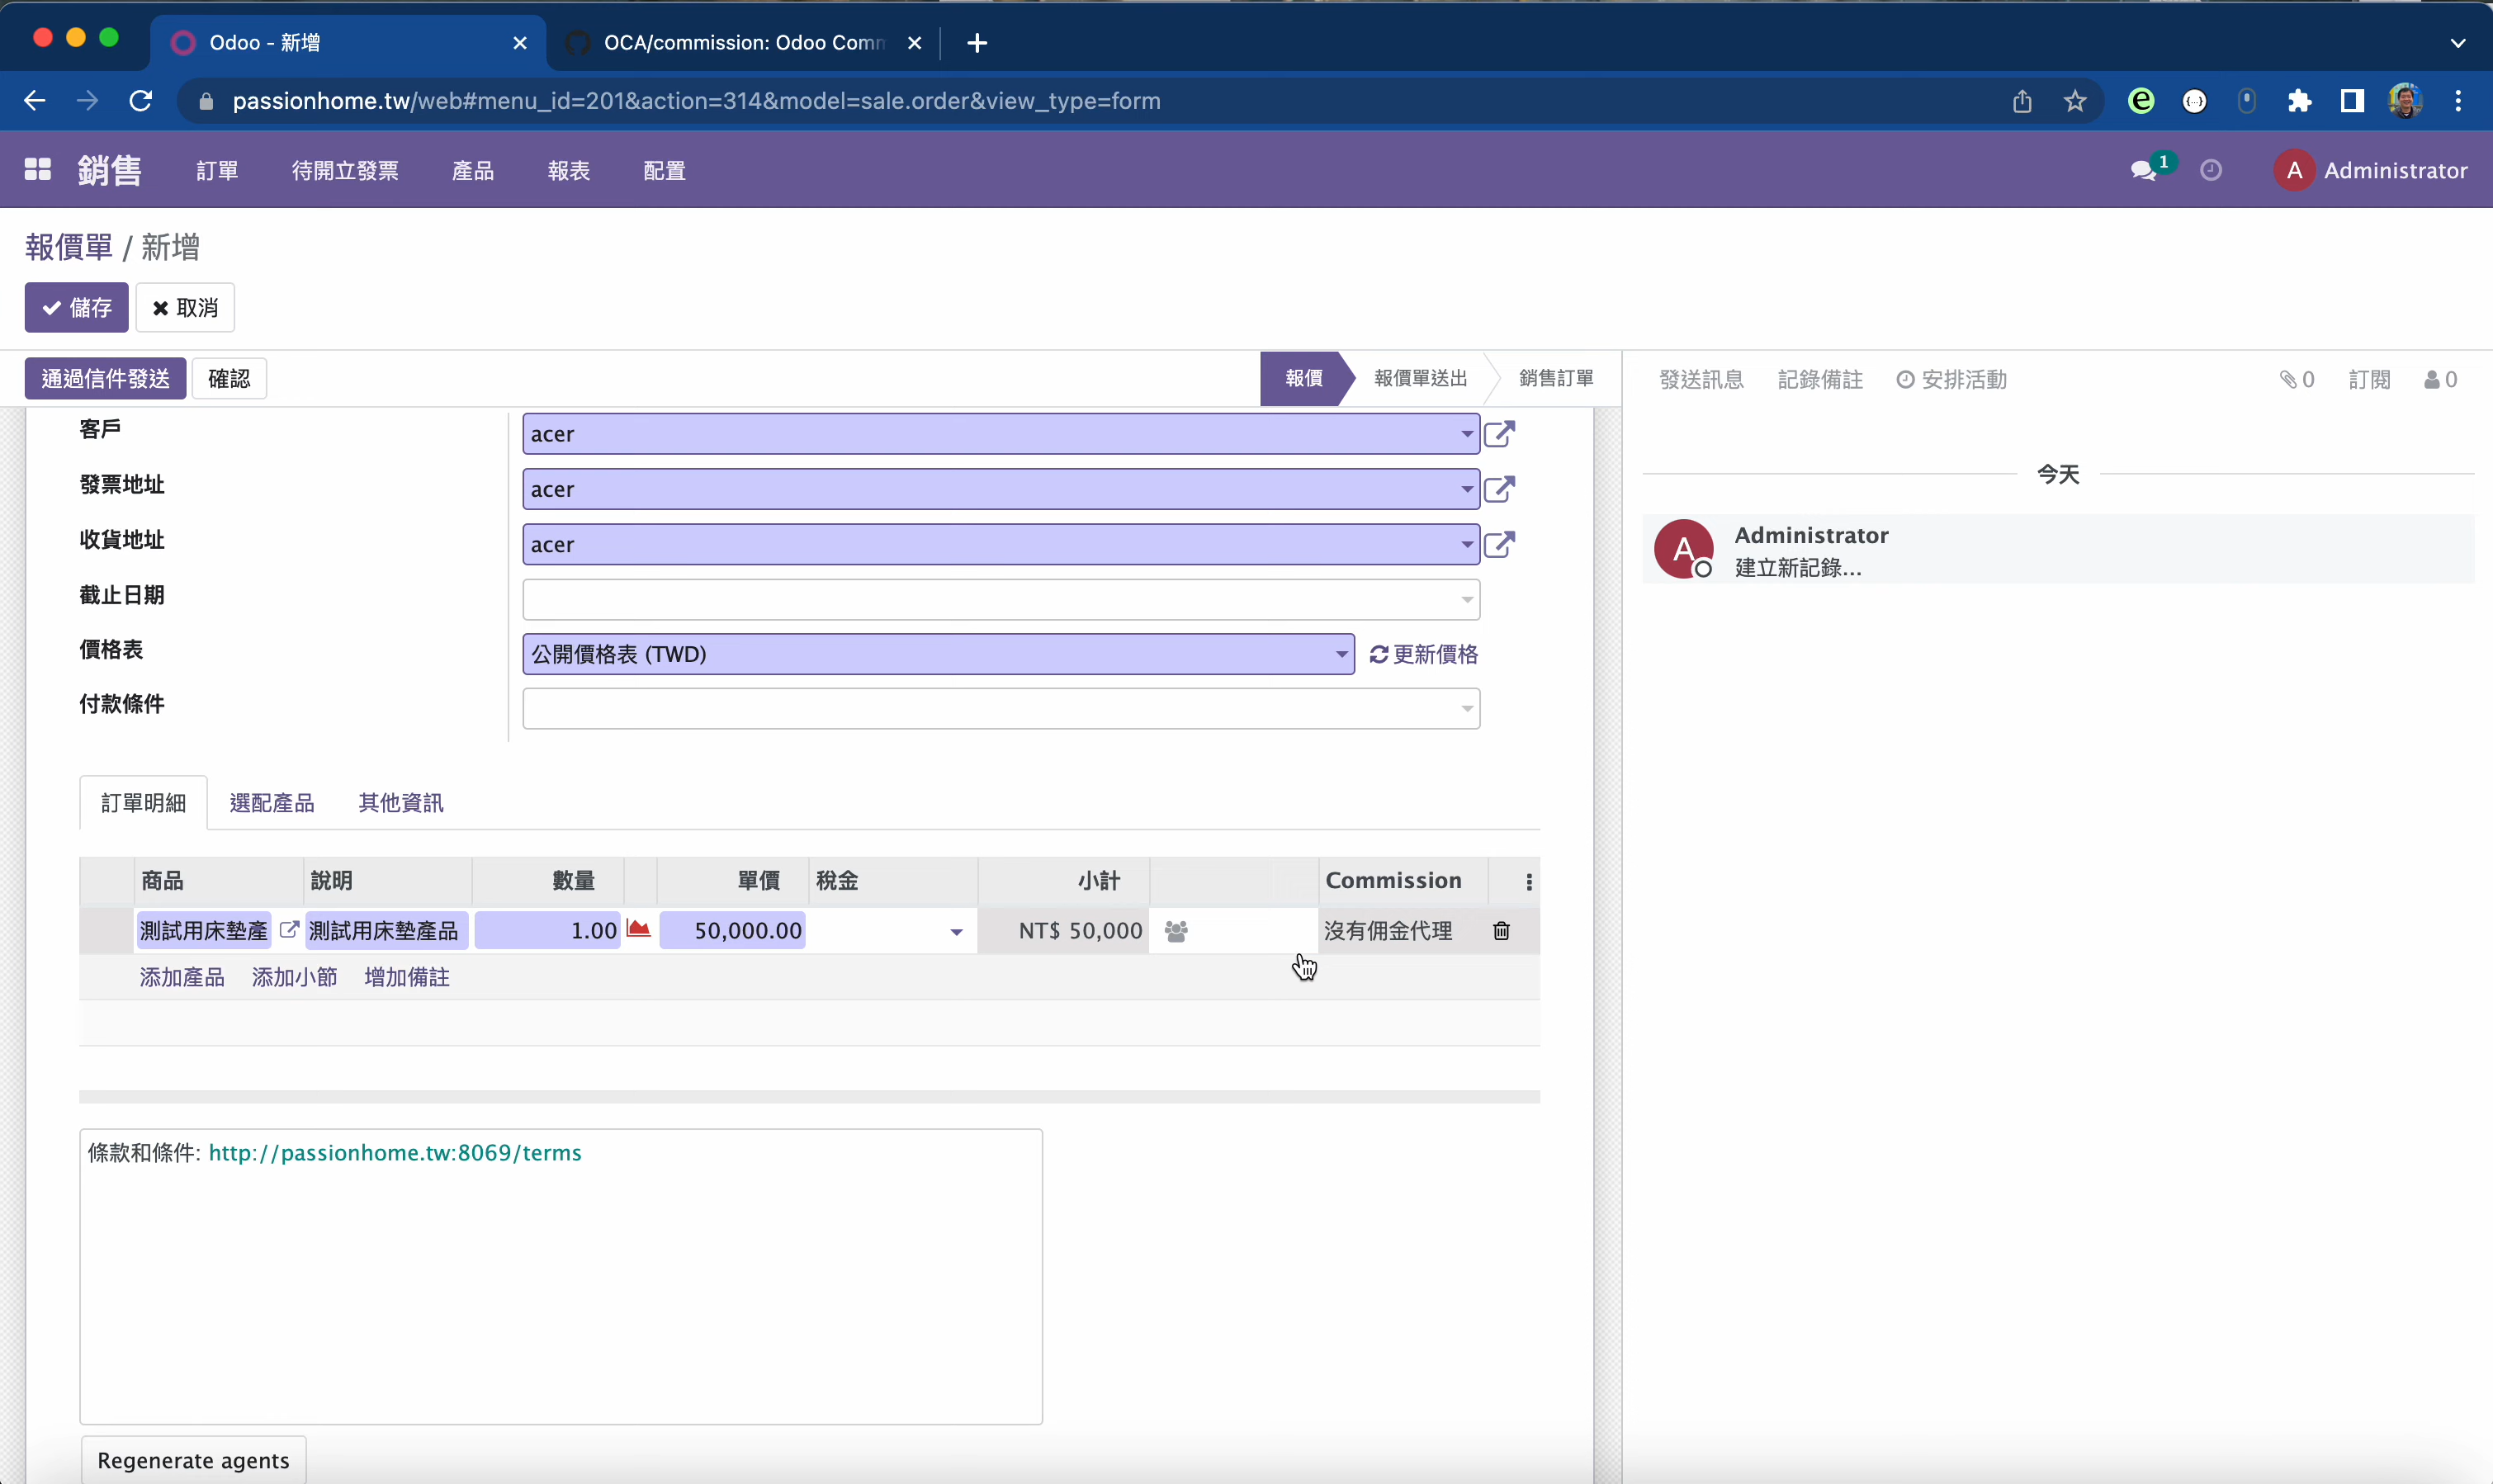 Odoo - 新增
OCA/commission: Odoo Comm
passionhome.tw/web#menu_id=201&action=314&model=sale.order&view_type=form
銷售 訂單 待開立發票 產品 報表 配置 1 A Administrator
報價單 / 新增
儲存 取消
通過信件發送 確認 報價 報價單送出 銷售訂單 發送訊息 記錄備註 安排活動 0 訂閱 0
客戶 acer
發票地址 acer
收貨地址 acer
截止日期
價格表 公開價格表 (TWD) 更新價格
付款條件
今天
A Administrator
建立新記錄...
訂單明細 選配產品 其他資訊
商品 說明 數量 單價 稅金 小計 Commission
測試用床墊產 測試用床墊產品 1.00 50,000.00 NT$ 50,000 沒有佣金代理
添加產品 添加小節 增加備註
條款和條件: http://passionhome.tw:8069/terms
Regenerate agents